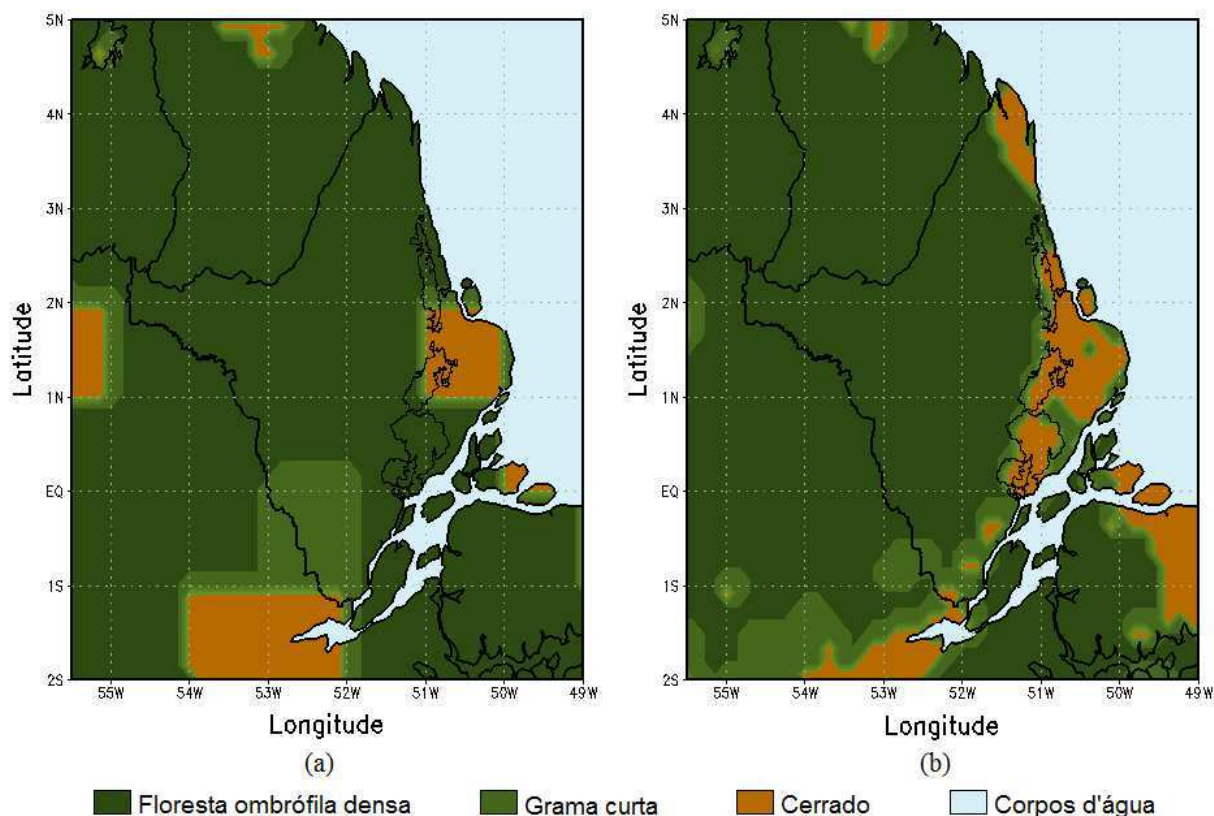 5N
4N
3N
2N
1N
EQ
1S
2S
Latitude
55W 54W 53W 52W 51W 50W 49W
Longitude
(a)
5N
4N
3N
2N
1N
EQ
1S
2S
Latitude
55W 54W 53W 52W 51W 50W 49W
Longitude
(b)
Floresta ombrófila densa
Grama curta
Cerrado
Corpos d'água